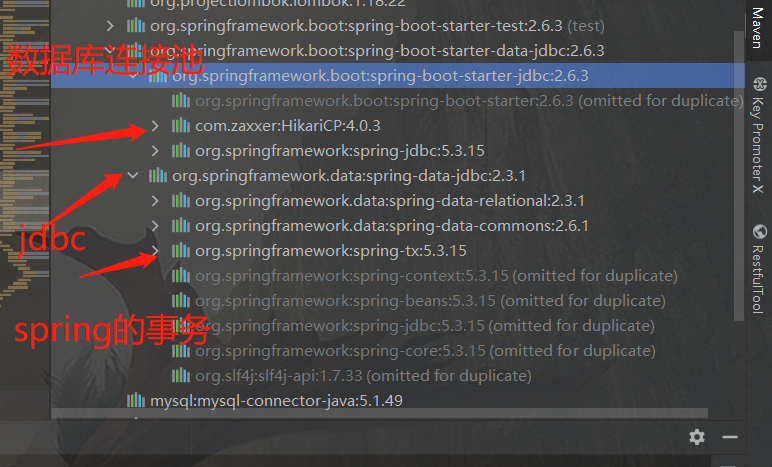 org.projectlombok:lombok:1.18.22
org.springframework.boot:spring-boot-starter-test:2.6.3 (test)
org.springframework.boot:spring-boot-starter-data-jdbc:2.6.3
数据库连接池
org.springframework.boot:spring-boot-starter-jdbc:2.6.3
org.springframework.boot:spring-boot-starter:2.6.3 (omitted for duplicate)
com.zaxxer:HikariCP:4.0.3
org.springframework:spring-jdbc:5.3.15
org.springframework.data:spring-data-jdbc:2.3.1
org.springframework.data:spring-data-relational:2.3.1
org.springframework.data:spring-data-commons:2.6.1
jdbc
org.springframework:spring-tx:5.3.15
org.springframework:spring-context:5.3.15 (omitted for duplicate)
org.springframework:spring-beans:5.3.15 (omitted for duplicate)
spring的事务
org.springframework:spring-jdbc:5.3.15 (omitted for duplicate)
org.springframework:spring-core:5.3.15 (omitted for duplicate)
org.slf4j:slf4j-api:1.7.33 (omitted for duplicate)
mysql:mysql-connector-java:5.1.49
Maven
Key Promoter X
RestfulTool